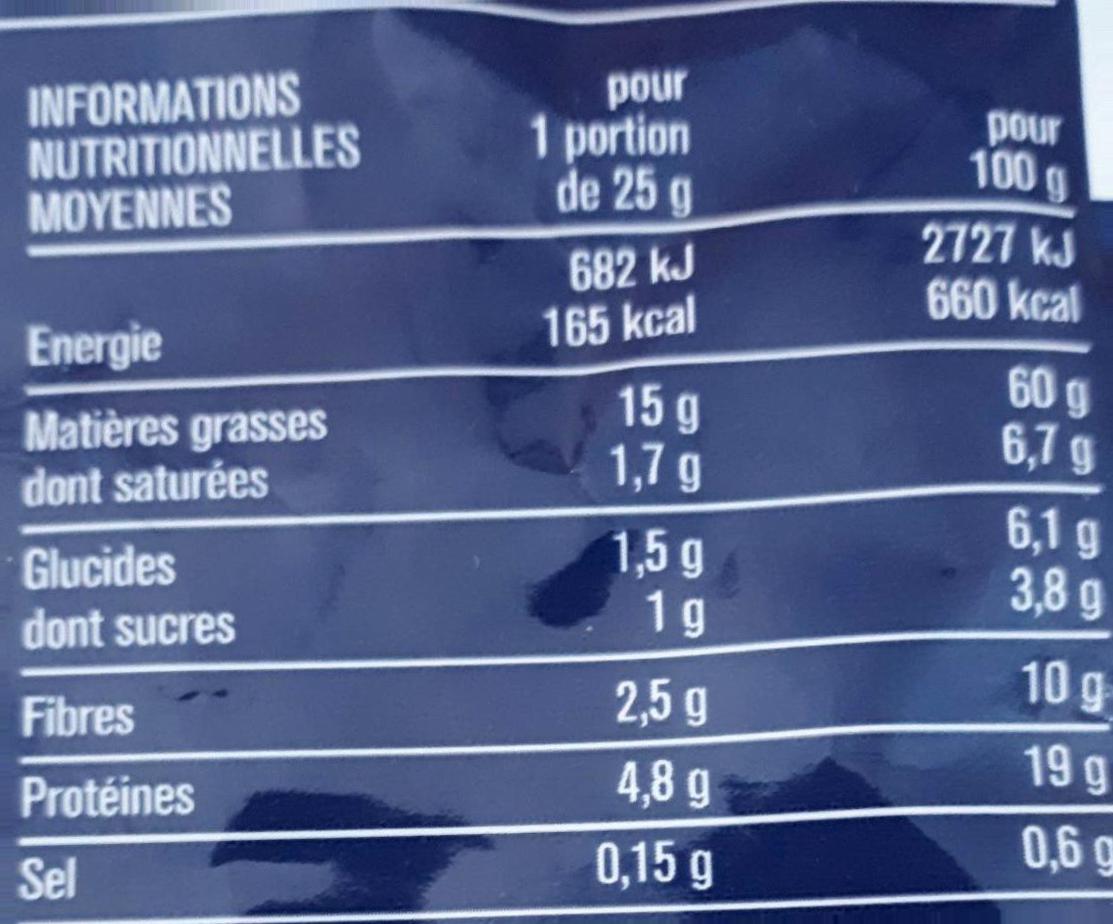 INFORMATIONS NUTRITIONNELLES MOYENNES pour 1 portion de 25 g pour 100 g
Energie 682 kJ 165 kcal 2727 kJ 660 kcal
Matières grasses 15 g 60 g
dont saturées 1,7 g 6,7 g
Glucides 1,5 g 6,1 g
dont sucres 1 g 3,8 g
Fibres 2,5 g 10 g
Protéines 4,8 g 19 g
Sel 0,15 g 0,6 g